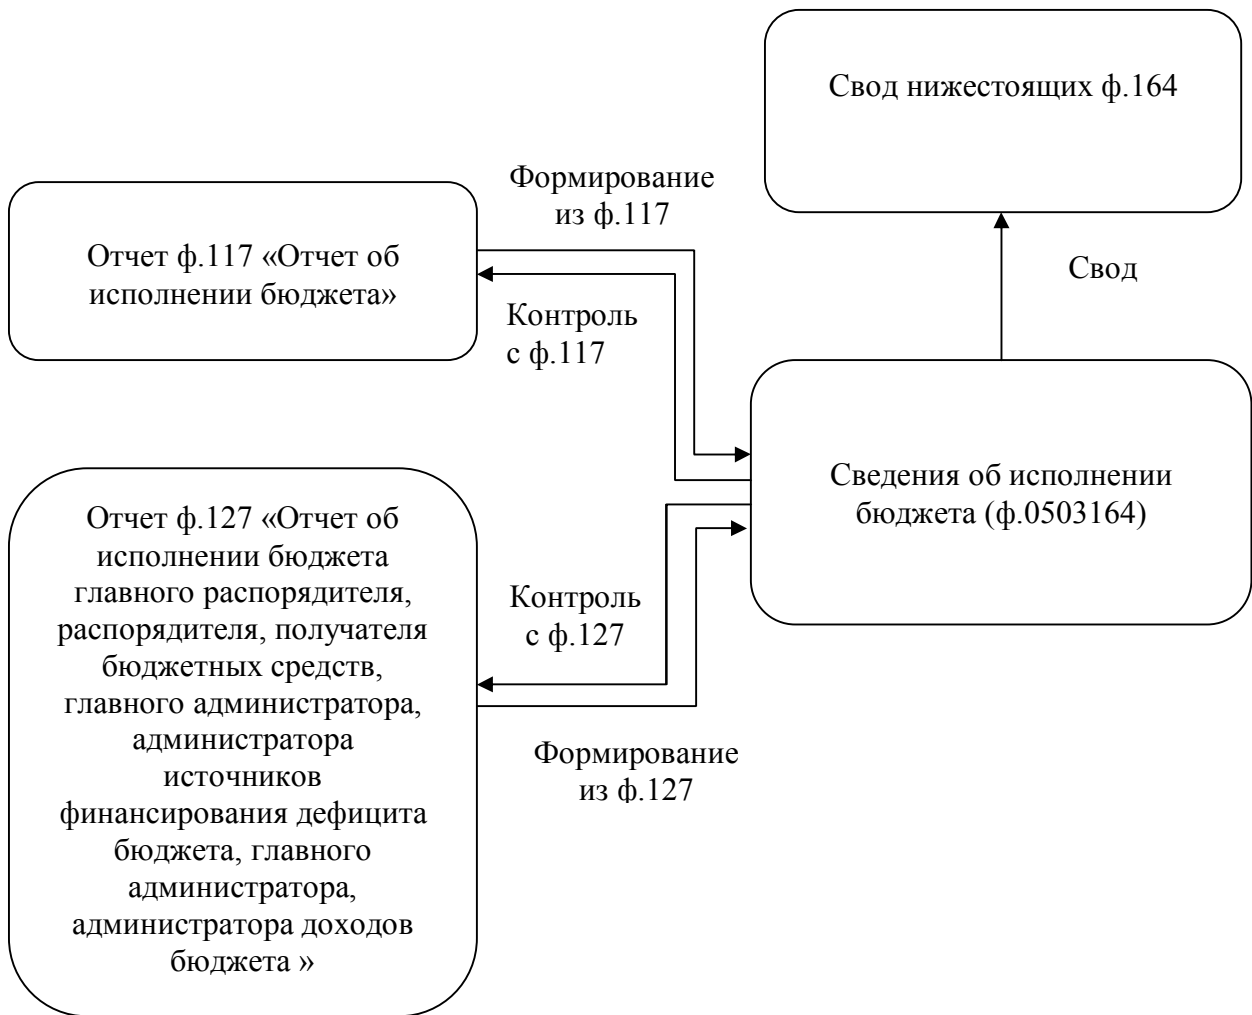 Свод нижестоящих ф.164
Формирование
из ф.117
Отчет ф.117 «Отчет об
исполнении бюджета»
Свод
Контроль
с ф.117
Сведения об исполнении
бюджета (ф.0503164)
Отчет ф.127 «Отчет об
исполнении бюджета
главного распорядителя,
распорядителя, получателя
бюджетных средств,
главного администратора,
администратора
источников
финансирования дефицита
бюджета, главного
администратора,
администратора доходов
бюджета »
Контроль
с ф.127
Формирование
из ф.127